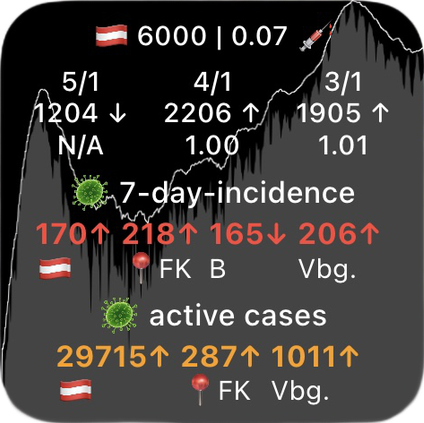 🇦🇹 6000 | 0.07 💉
5/1 4/1 3/1
1204 ↓ 2206 ↑ 1905 ↑
N/A 1.00 1.01
🦠 7-day-incidence
170↑ 218↑ 165↓ 206↑
🇦🇹 📍FK B Vbg.
🦠 active cases
29715↑ 287↑ 1011↑
🇦🇹 📍FK Vbg.